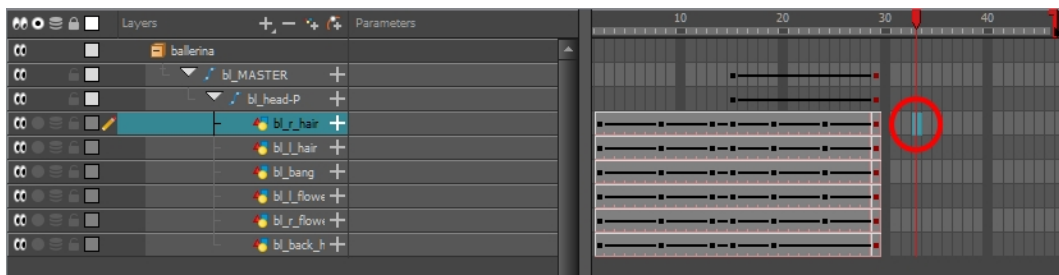 Layers Parameters 10 20 30 40
ballerina
bl_MASTER
bl_head-P
bl_r_hair
bl_l_hair
bl_bang
bl_l_flowe
bl_r_flowe
bl_back_h